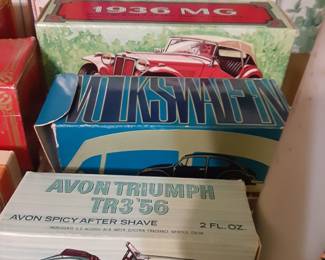 1936 MG
VOLKSWAGEN
AVON TRIUMPH
TR3 '56
AVON SPICY AFTER SHAVE 2 FL. OZ.